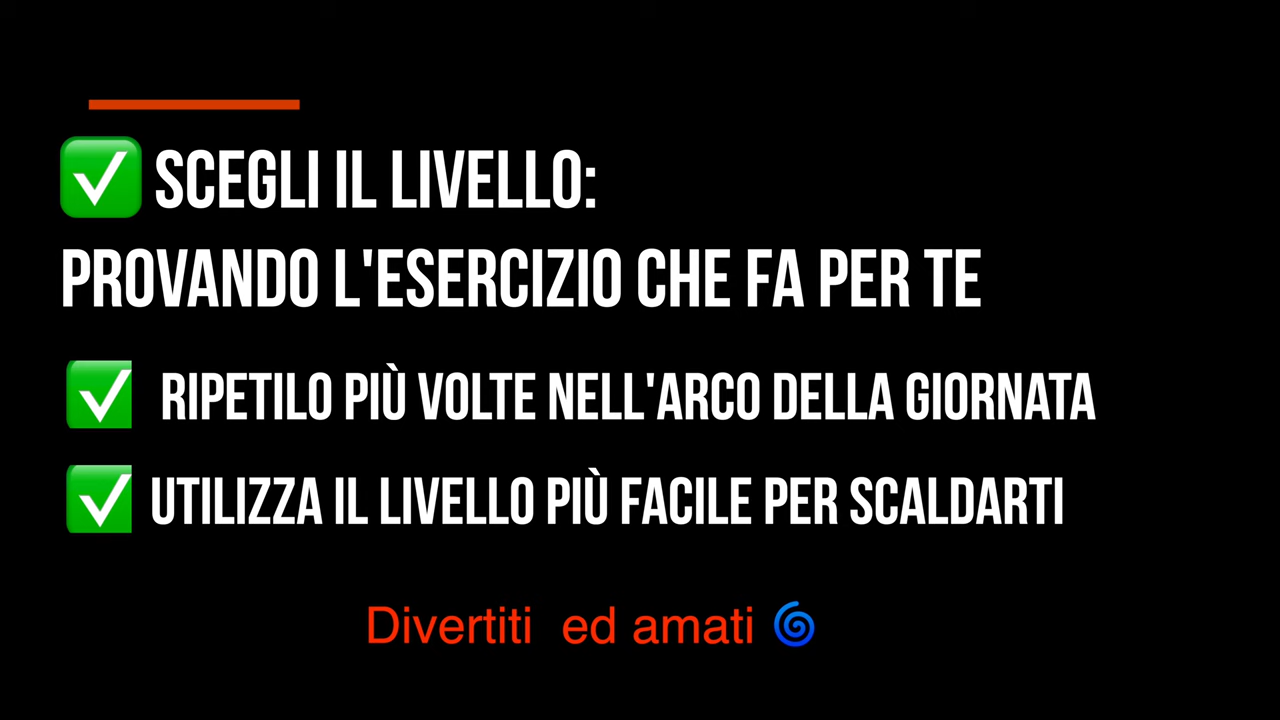 ✅ SCEGLI IL LIVELLO:
PROVANDO L'ESERCIZIO CHE FA PER TE
✅ RIPETILO PIÙ VOLTE NELL'ARCO DELLA GIORNATA
✅ UTILIZZA IL LIVELLO PIÙ FACILE PER SCALDARTI
Divertiti ed amati 🌀